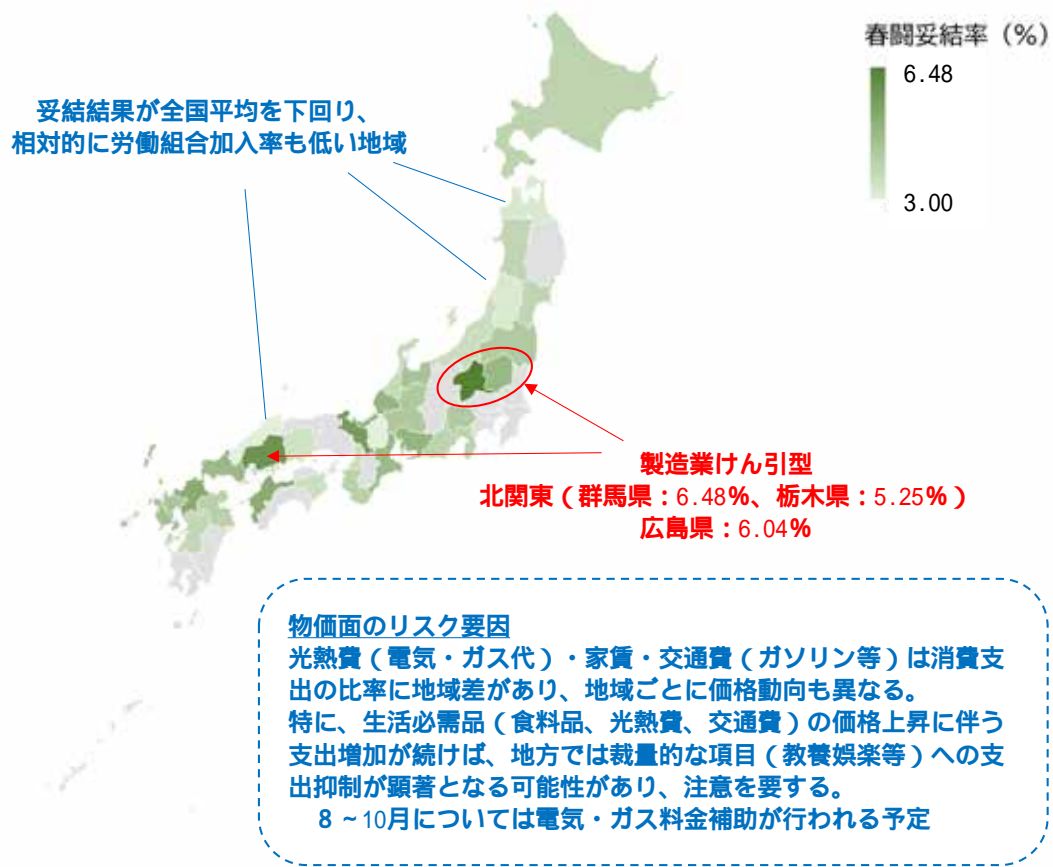 春闘妥結率（%）
6.48
3.00
妥結結果が全国平均を下回り、
相対的に労働組合加入率も低い地域
製造業けん引型
北関東（群馬県：6.48%、栃木県：5.25%）
広島県：6.04%
物価面のリスク要因
光熱費（電気・ガス代）・家賃・交通費（ガソリン等）は消費支
出の比率に地域差があり、地域ごとに価格動向も異なる。
特に、生活必需品（食料品、光熱費、交通費）の価格上昇に伴う
支出増加が続けば、地方では裁量的な項目（教養娯楽等）への支
出抑制が顕著となる可能性があり、注意を要する。
８～10月については電気・ガス料金補助が行われる予定